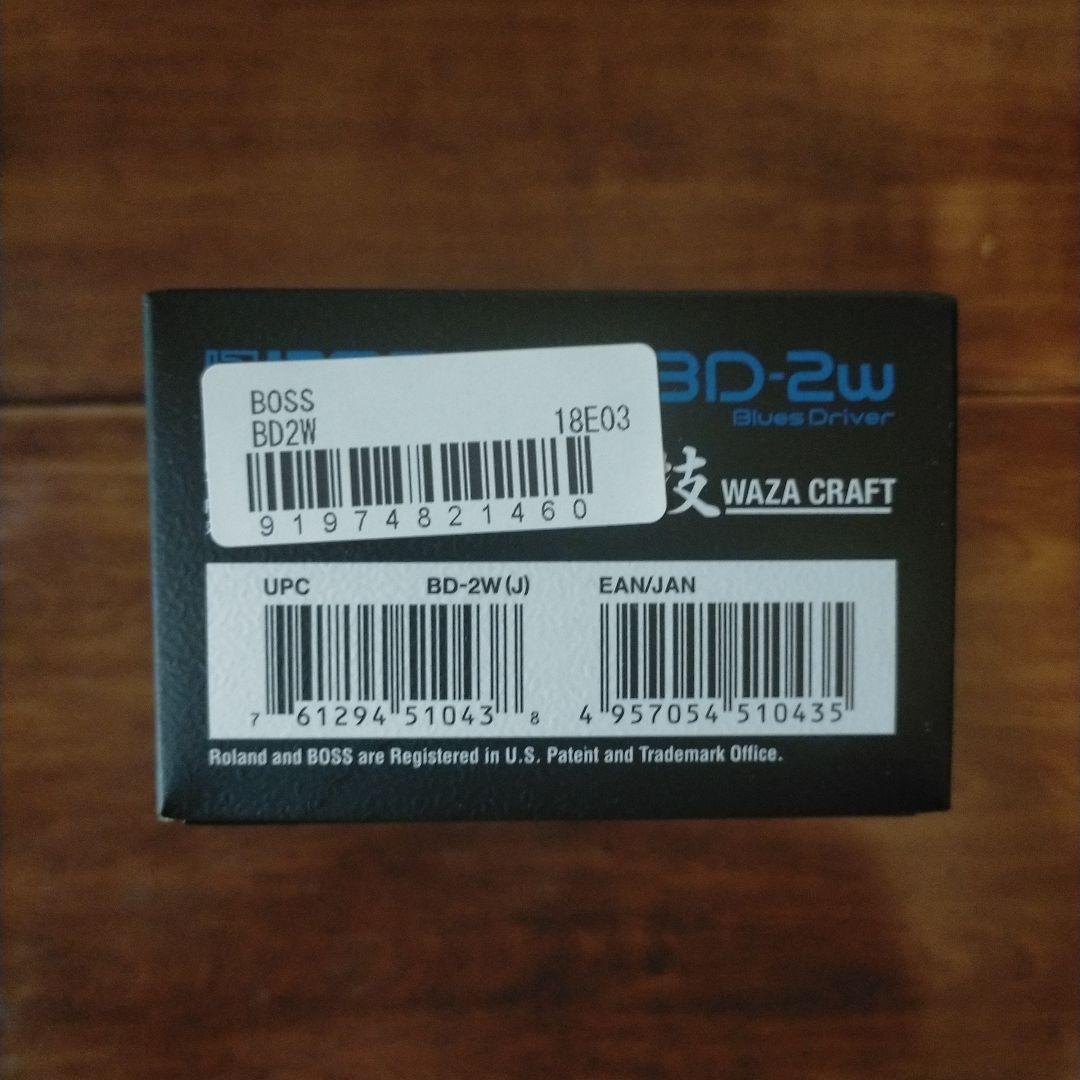 BD-2w
Blues Driver
BOSS
BD2W 18E03
91974821460
技 WAZA CRAFT
UPC BD-2W(J) EAN/JAN
7 61294 51043 8 4 957054 510435
Roland and BOSS are Registered in U.S. Patent and Trademark Office.